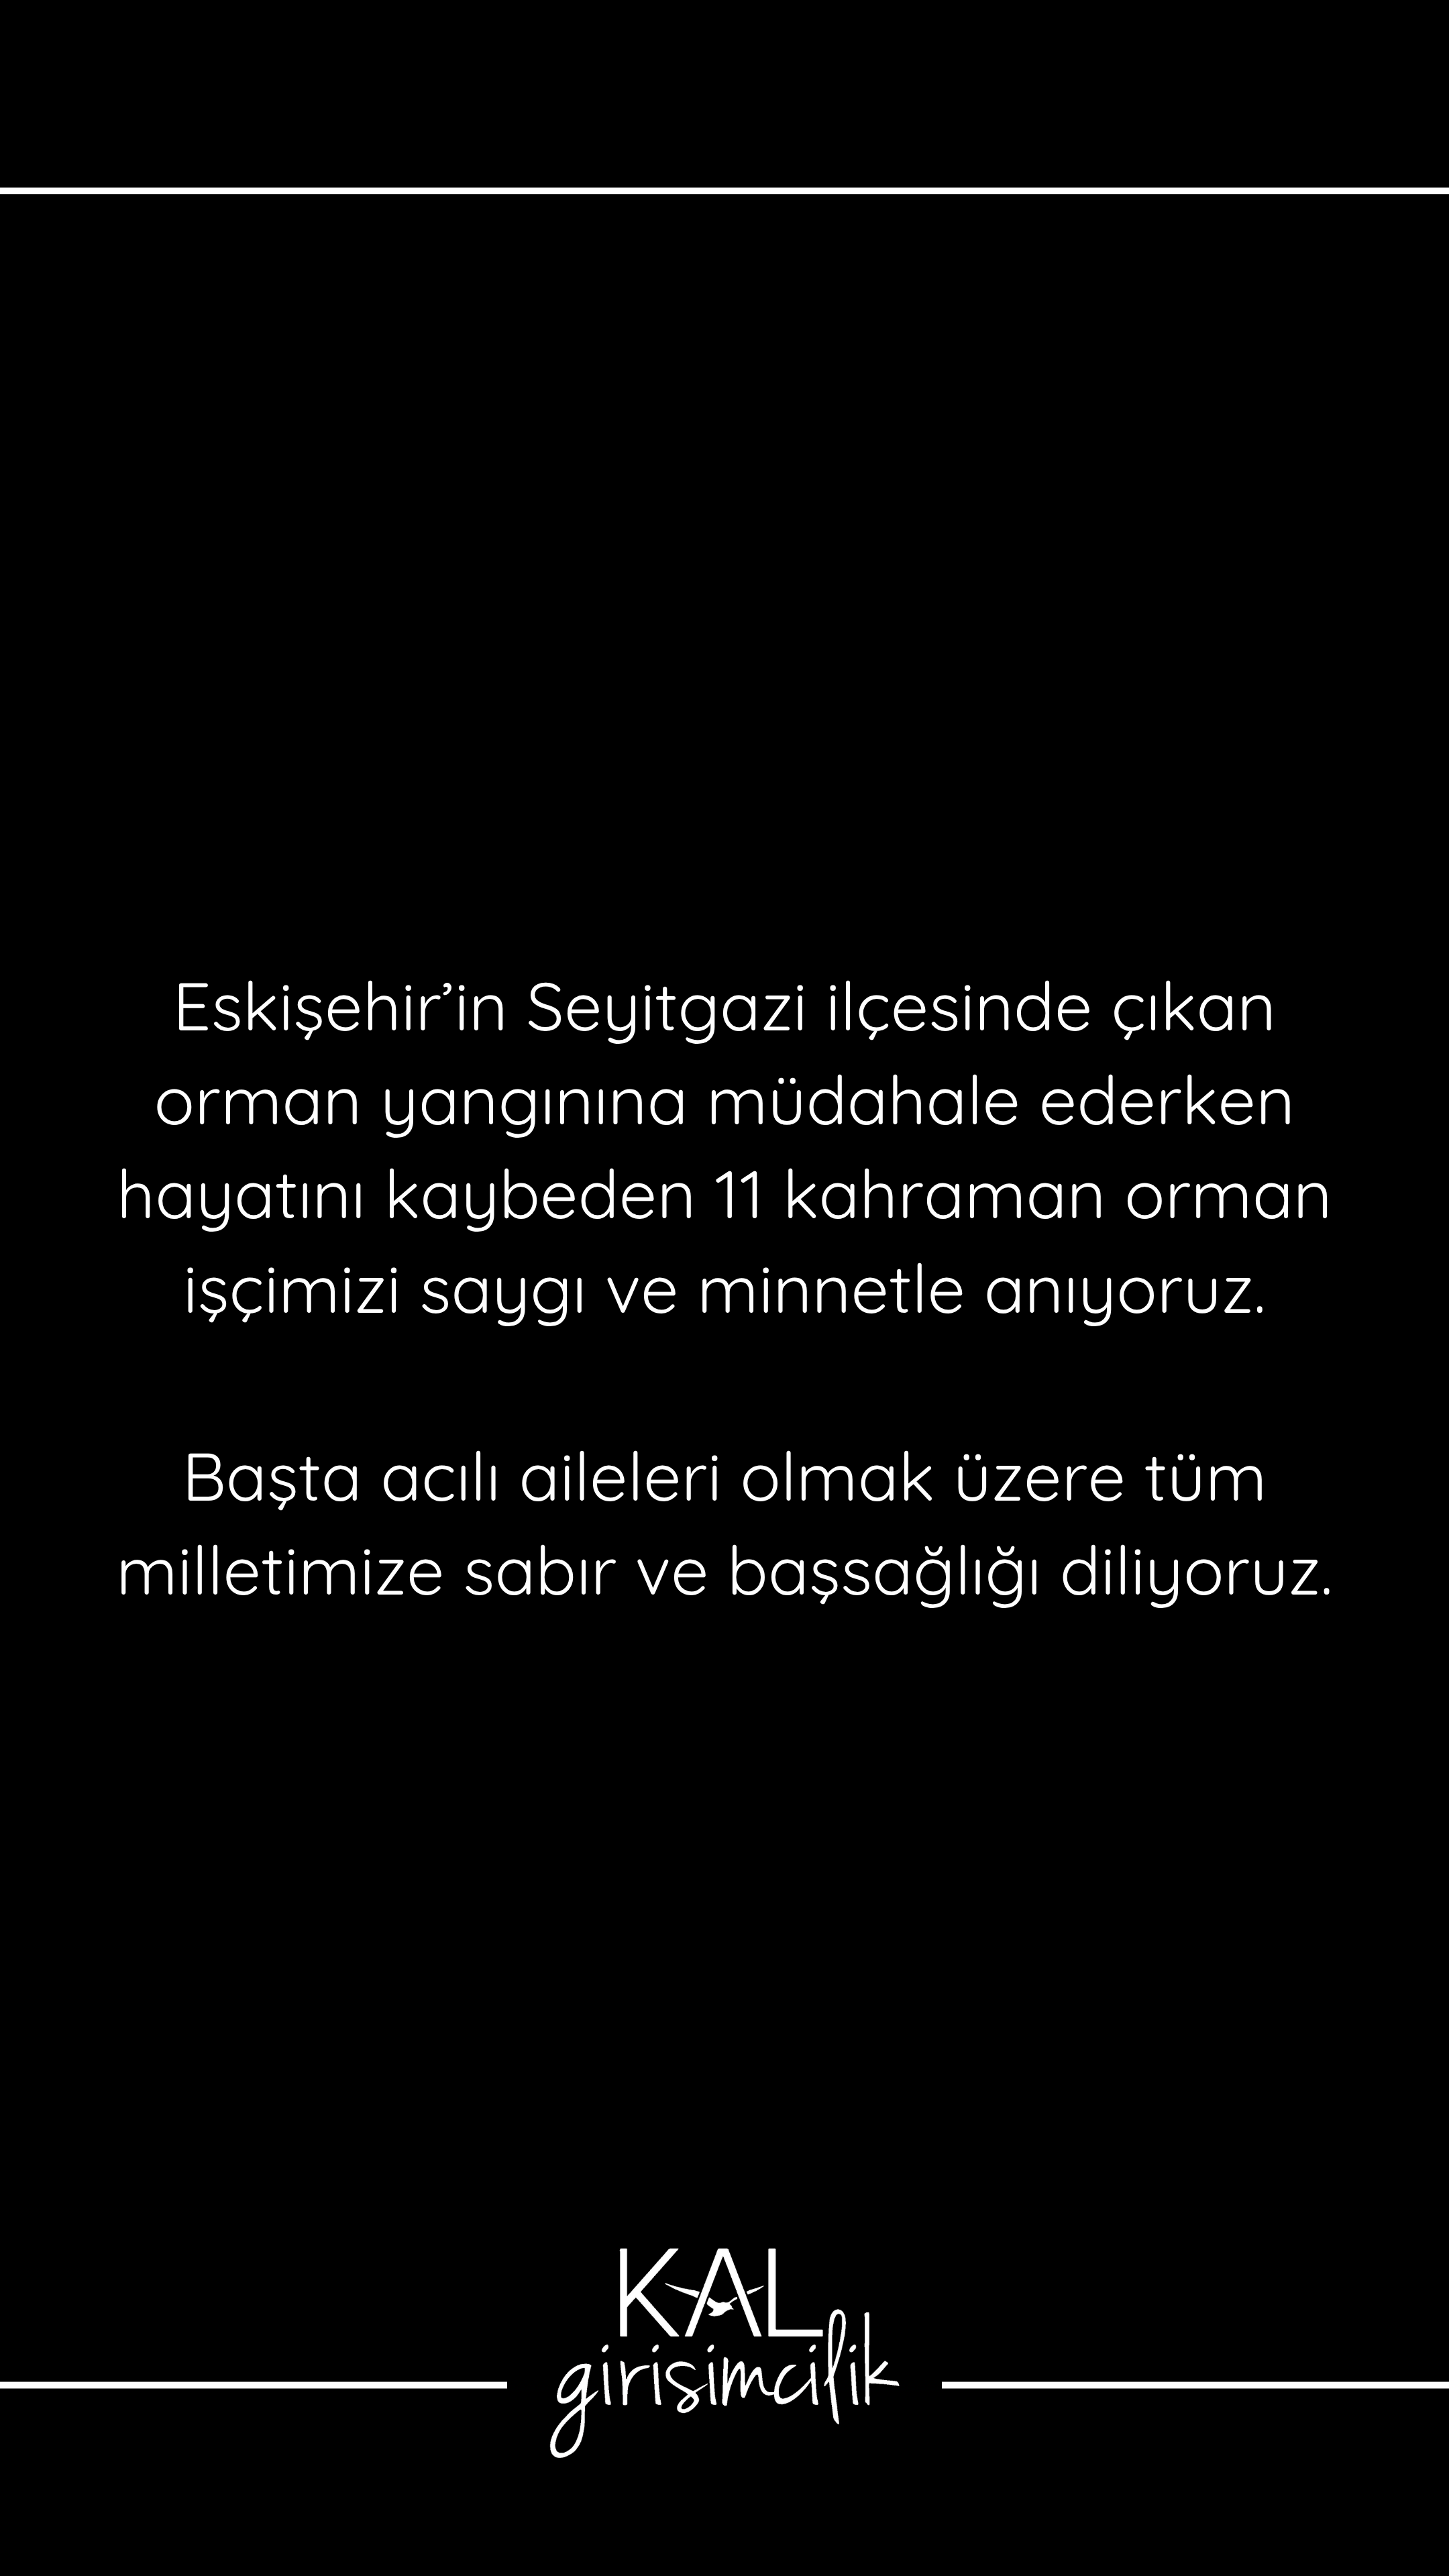 Eskişehir’in Seyitgazi ilçesinde çıkan
orman yangınına müdahale ederken
hayatını kaybeden 11 kahraman orman
işçimizi saygı ve minnetle anıyoruz.
Başta acılı aileleri olmak üzere tüm
milletimize sabır ve başsağlığı diliyoruz.
KAL
girişimcilik